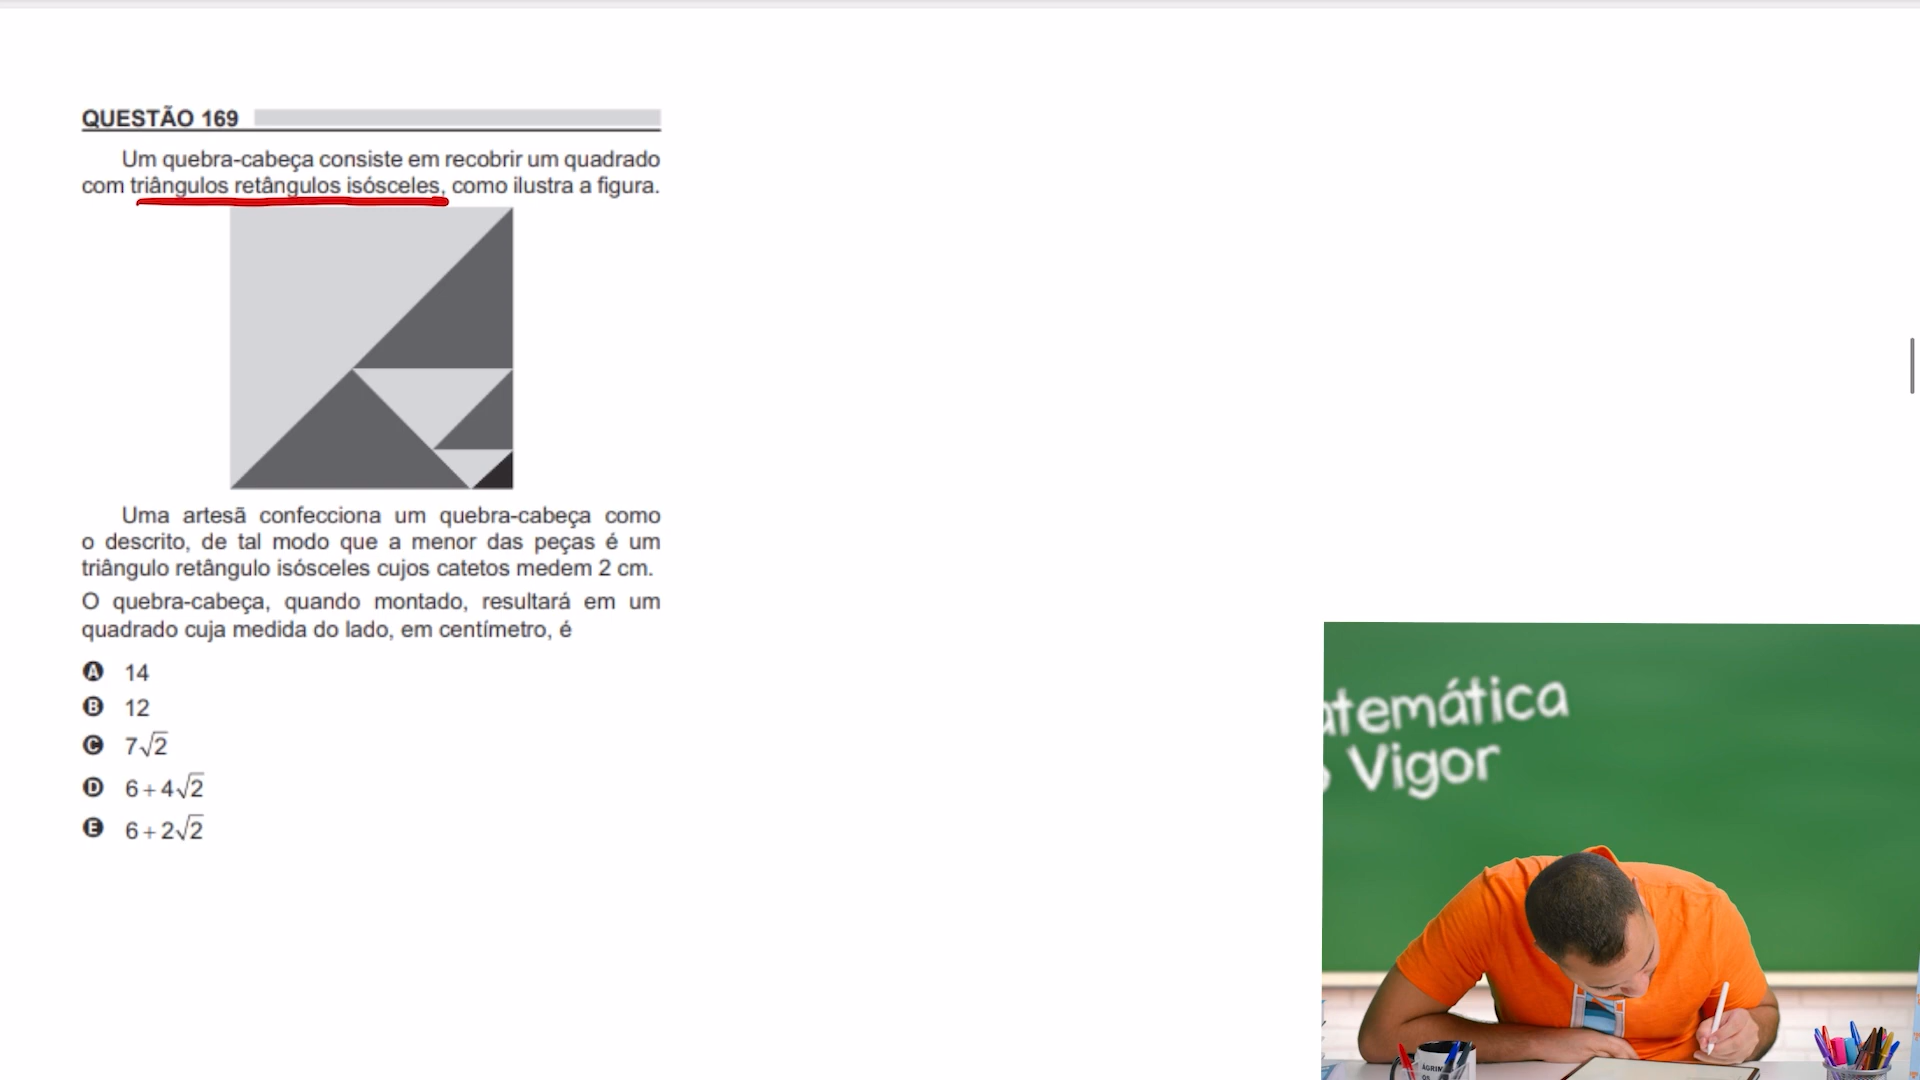 QUESTÃO 169
Um quebra-cabeça consiste em recobrir um quadrado
com triângulos retângulos isósceles, como ilustra a figura.
Uma artesã confecciona um quebra-cabeça como
o descrito, de tal modo que a menor das peças é um
triângulo retângulo isósceles cujos catetos medem 2 cm.
O quebra-cabeça, quando montado, resultará em um
quadrado cuja medida do lado, em centímetro, é
A 14
B 12
C 7√2
D 6 + 4√2
E 6 + 2√2
atemática
Vigor